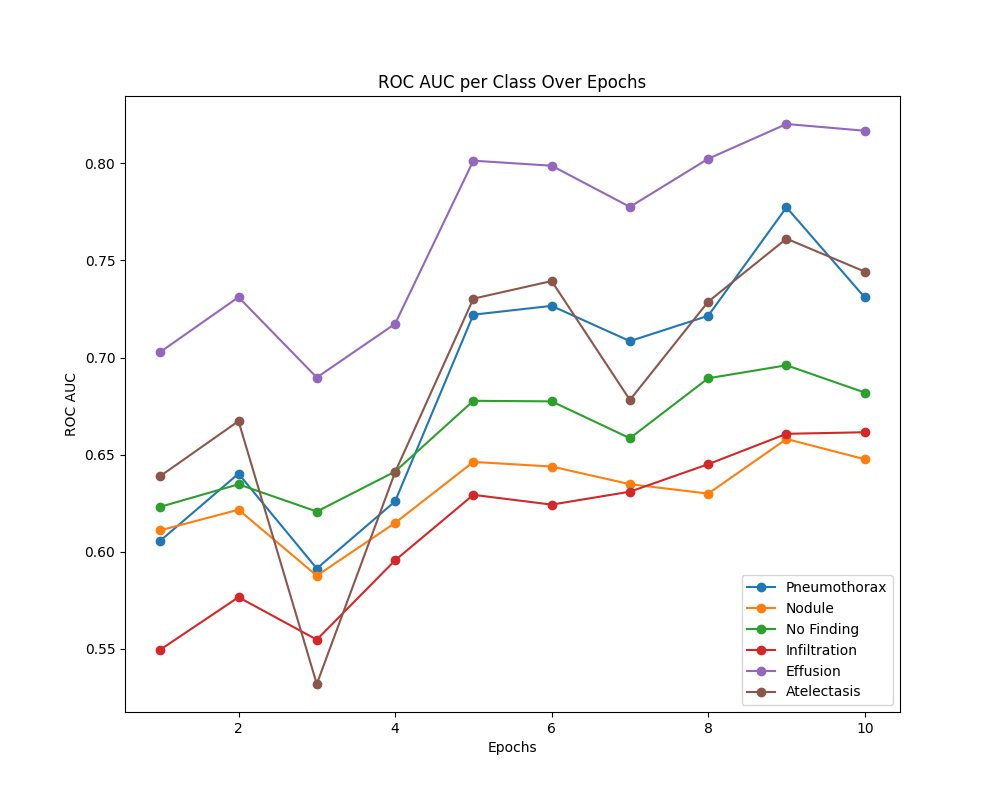 ROC AUC per Class Over Epochs
ROC AUC
0.80
0.75
0.70
0.65
0.60
0.55
Pneumothorax
Nodule
No Finding
Infiltration
Effusion
Atelectasis
2 4 6 8 10
Epochs